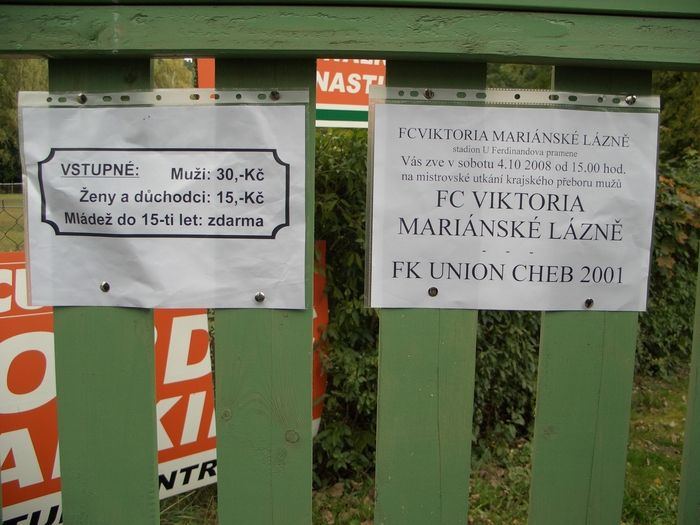 VSTUPNÉ: Muži: 30,-Kč
Ženy a důchodci: 15,-Kč
Mládež do 15-ti let: zdarma
FCVIKTORIA MARIÁNSKÉ LÁZNĚ
stadion U Ferdinandova pramene
Vás zve v sobotu 4.10 2008 od 15.00 hod.
na mistrovské utkání krajského přeboru mužů
FC VIKTORIA
MARIÁNSKÉ LÁZNĚ
- - -
FK UNION CHEB 2001